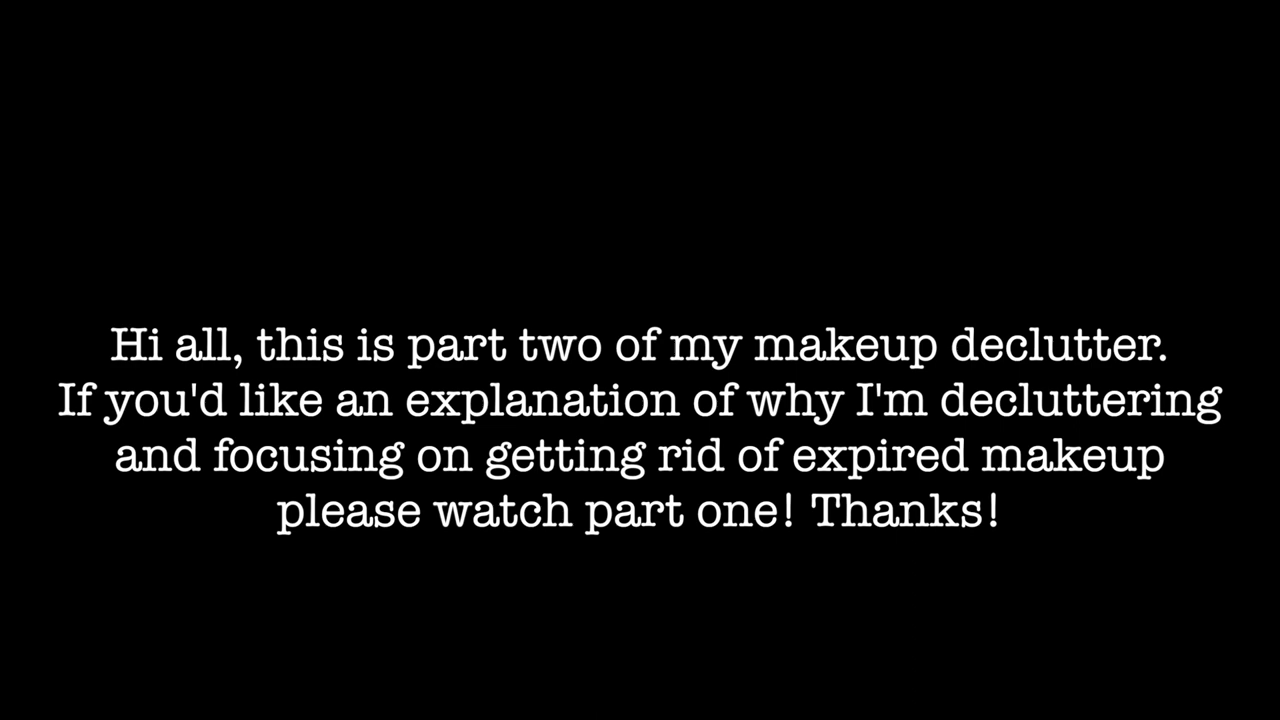 Hi all, this is part two of my makeup declutter.
If you'd like an explanation of why I'm decluttering
and focusing on getting rid of expired makeup
please watch part one! Thanks!